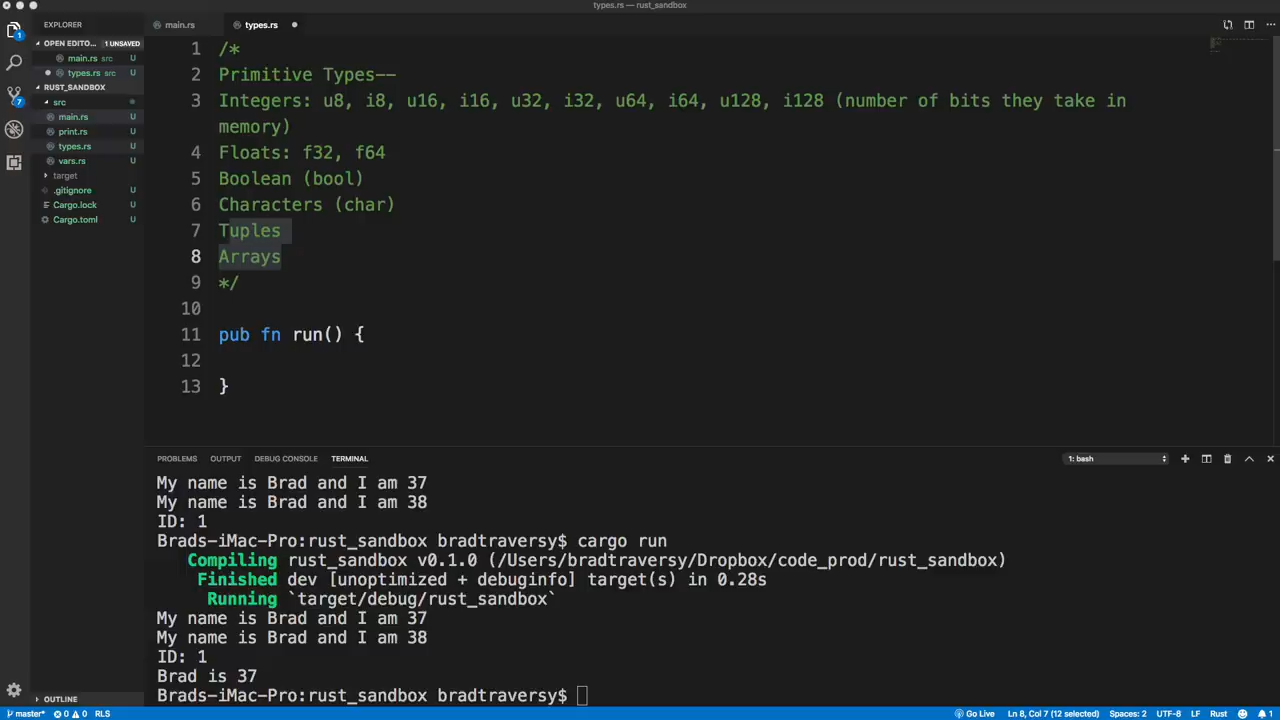 types.rs — rust_sandbox
EXPLORER
main.rs
types.rs
OPEN EDITO... 1 UNSAVED
main.rs src
types.rs src
RUST_SANDBOX
src
main.rs U
print.rs U
types.rs U
vars.rs U
target
.gitignore U
Cargo.lock U
Cargo.toml U
OUTLINE
1 /*
2 Primitive Types--
3 Integers: u8, i8, u16, i16, u32, i32, u64, i64, u128, i128 (number of bits they take in
memory)
4 Floats: f32, f64
5 Boolean (bool)
6 Characters (char)
7 Tuples
8 Arrays
9 */
10
11 pub fn run() {
12
13 }
PROBLEMS OUTPUT DEBUG CONSOLE TERMINAL 1: bash
My name is Brad and I am 37
My name is Brad and I am 38
ID: 1
Brads-iMac-Pro:rust_sandbox bradtraversy$ cargo run
Compiling rust_sandbox v0.1.0 (/Users/bradtraversy/Dropbox/code_prod/rust_sandbox)
Finished dev [unoptimized + debuginfo] target(s) in 0.28s
Running `target/debug/rust_sandbox`
My name is Brad and I am 37
My name is Brad and I am 38
ID: 1
Brad is 37
Brads-iMac-Pro:rust_sandbox bradtraversy$
master* 0 0 RLS Go Live Ln 8, Col 7 (12 selected) Spaces: 2 UTF-8 LF Rust 1
1
7